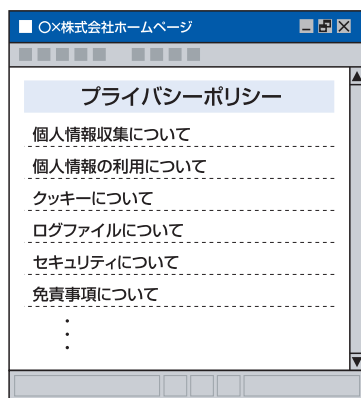 ○×株式会社ホームページ
プライバシーポリシー
個人情報収集について
個人情報の利用について
クッキーについて
ログファイルについて
セキュリティについて
免責事項について
・
・
・